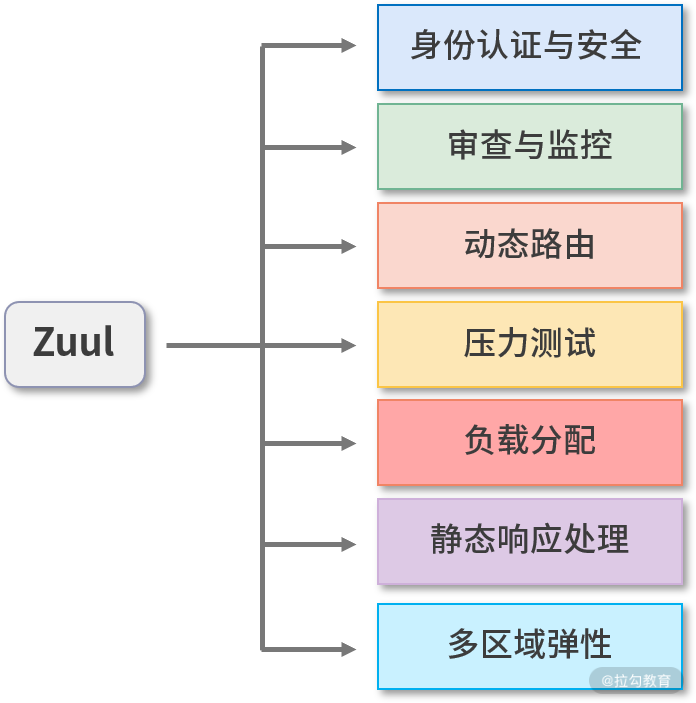 身份认证与安全
审查与监控
动态路由
Zuul
压力测试
负载分配
静态响应处理
多区域弹性
@拉勾教育